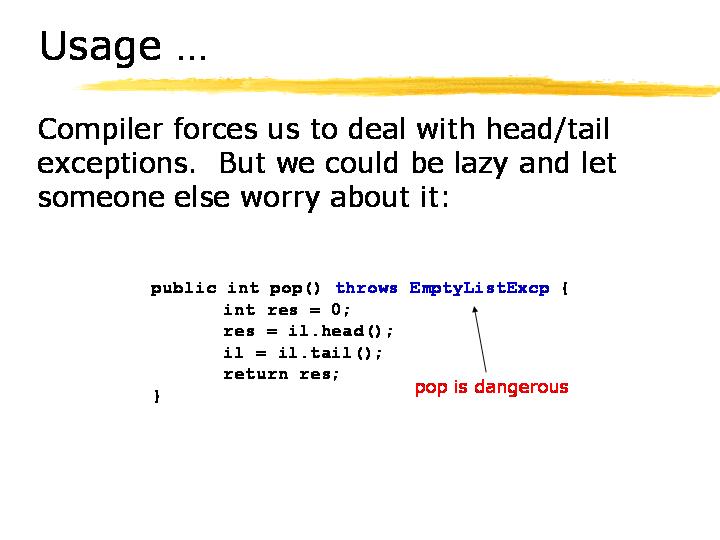 Usage …
Compiler forces us to deal with head/tail
exceptions.  But we could be lazy and let
someone else worry about it:
public int pop() throws EmptyListExcp {
int res = 0;
res = il.head();
il = il.tail();
return res;
}
pop is dangerous